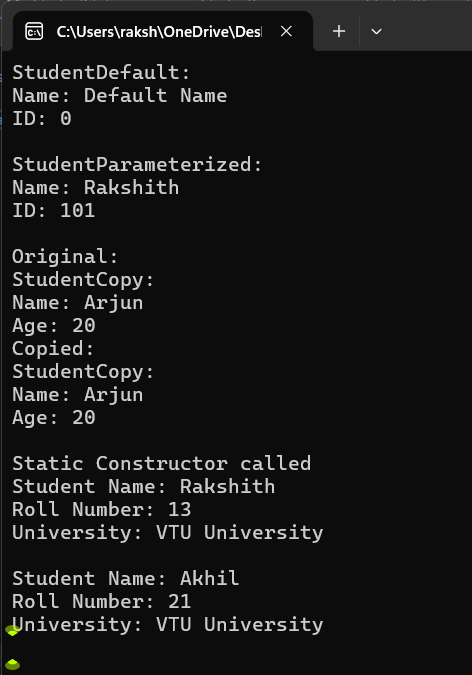 C:\Users\raksh\OneDrive\Des
StudentDefault:
Name: Default Name
ID: 0
StudentParameterized:
Name: Rakshith
ID: 101
Original:
StudentCopy:
Name: Arjun
Age: 20
Copied:
StudentCopy:
Name: Arjun
Age: 20
Static Constructor called
Student Name: Rakshith
Roll Number: 13
University: VTU University
Student Name: Akhil
Roll Number: 21
University: VTU University